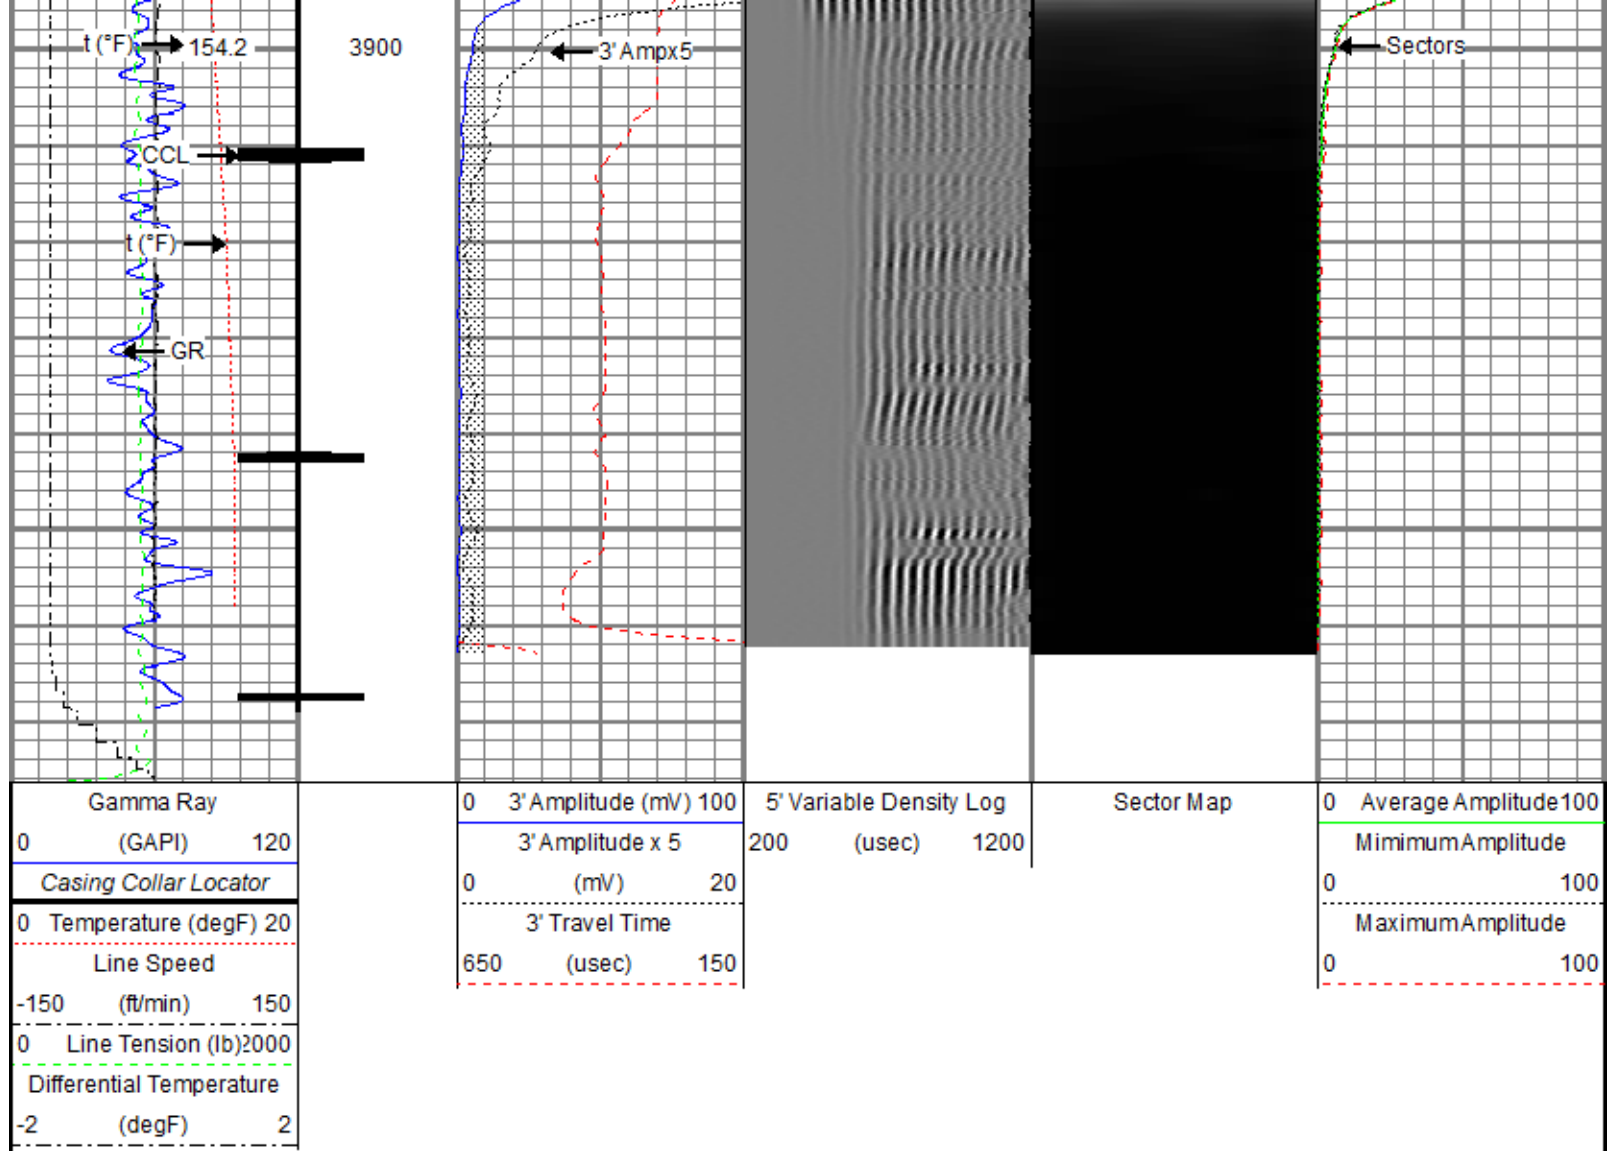 t (°F) 154.2
3900
3' Ampx5
Sectors
CCL
t (°F)
GR
Gamma Ray
0 (GAPI) 120
Casing Collar Locator
0 Temperature (degF) 20
Line Speed
-150 (ft/min) 150
0 Line Tension (lb) 2000
Differential Temperature
-2 (degF) 2
0 3' Amplitude (mV) 100
3' Amplitude x 5
0 (mV) 20
3' Travel Time
650 (usec) 150
5' Variable Density Log
200 (usec) 1200
Sector Map
0 Average Amplitude 100
Mimimum Amplitude
0 100
Maximum Amplitude
0 100